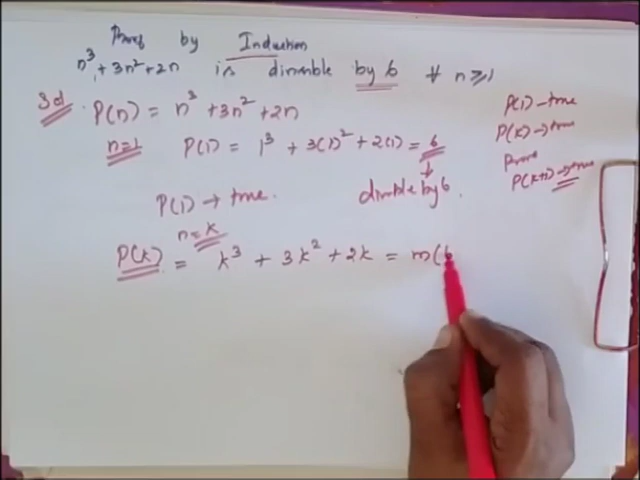 Proof by Induction
n³ + 3n² + 2n is divisible by 6 ∀ n ≥ 1
Sol. P(n) = n³ + 3n² + 2n
n=1 P(1) = 1³ + 3(1)² + 2(1) = 6
↓
divisible by 6.
P(1) → true.
n=k
P(k) = k³ + 3k² + 2k = m(6
P(1) → true
P(k) → true
Prove
P(k+1) → true